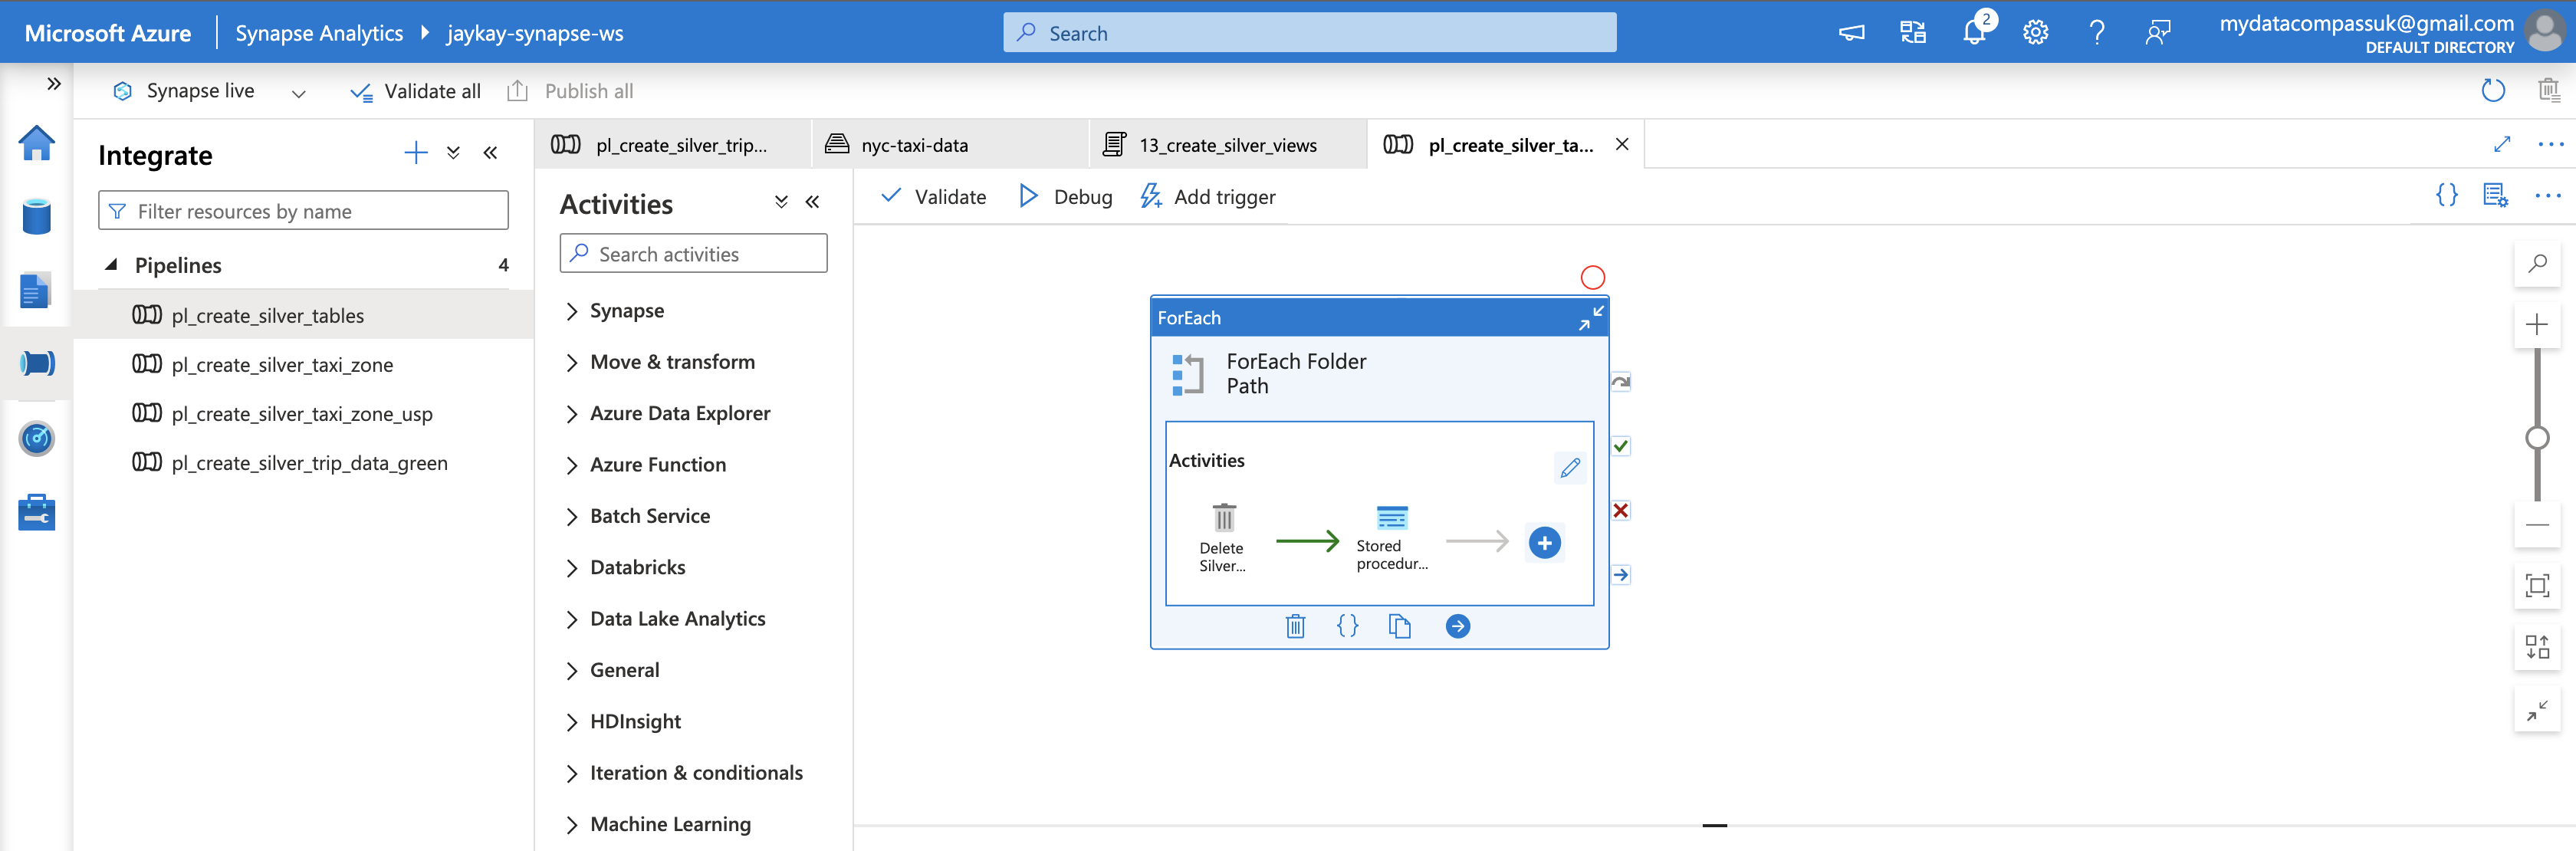 Microsoft Azure
Synapse Analytics
jaykay-synapse-ws
Search
2
mydatacompassuk@gmail.com
DEFAULT DIRECTORY
Synapse live
Validate all
Publish all
Integrate
Filter resources by name
Pipelines 4
pl_create_silver_tables
pl_create_silver_taxi_zone
pl_create_silver_taxi_zone_usp
pl_create_silver_trip_data_green
pl_create_silver_trip...
nyc-taxi-data
13_create_silver_views
pl_create_silver_ta...
Activities
Search activities
Synapse
Move & transform
Azure Data Explorer
Azure Function
Batch Service
Databricks
Data Lake Analytics
General
HDInsight
Iteration & conditionals
Machine Learning
Validate
Debug
Add trigger
ForEach
ForEach Folder
Path
Activities
Delete
Silver...
Stored
procedur...